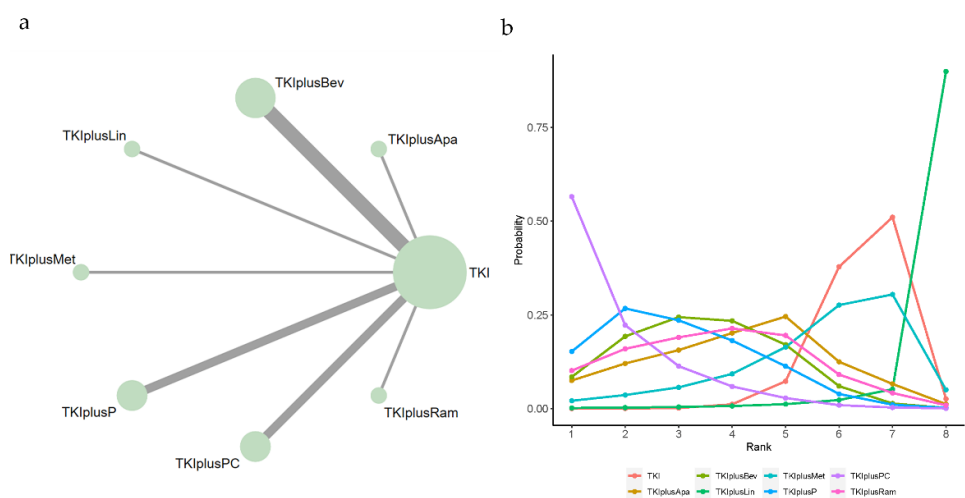 a
b
TKIplusBev
TKIplusLin
TKIplusApa
TKIplusMet
TKI
TKIplusP
TKIplusRam
TKIplusPC
Probability
0.75
0.50
0.25
0.00
1 2 3 4 5 6 7 8
Rank
TKI TKIplusBev TKIplusMet TKIplusPC
TKIplusApa TKIplusLin TKIplusP TKIplusRam